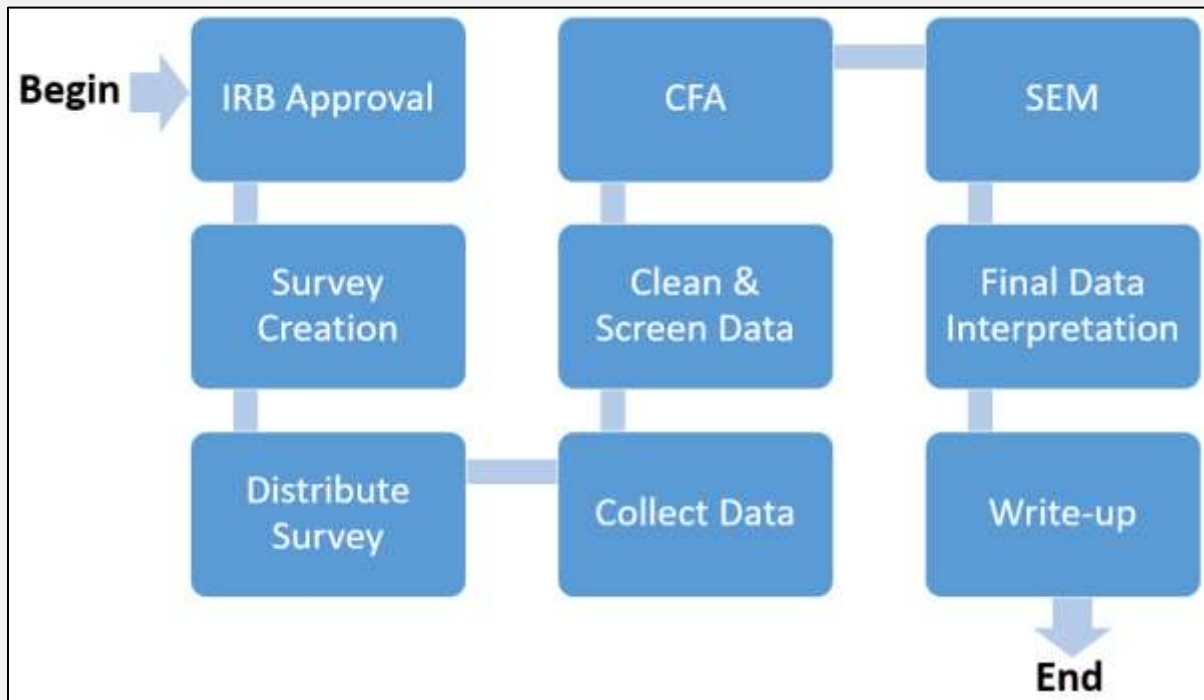 Begin
IRB Approval
Survey
Creation
Distribute
Survey
Collect Data
Clean &
Screen Data
CFA
SEM
Final Data
Interpretation
Write-up
End